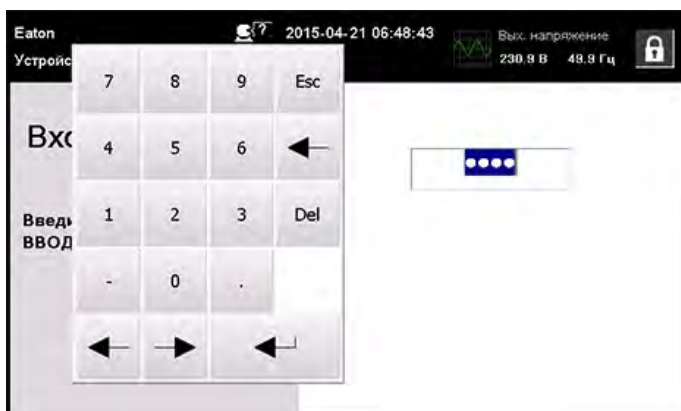 Eaton
? 2015-04-21 06:48:43
Вых. напряжение
230.9 В 49.9 Гц
Устройс
Вхо
Введи
ВВОД
7 8 9 Esc
4 5 6
1 2 3 Del
- 0 .